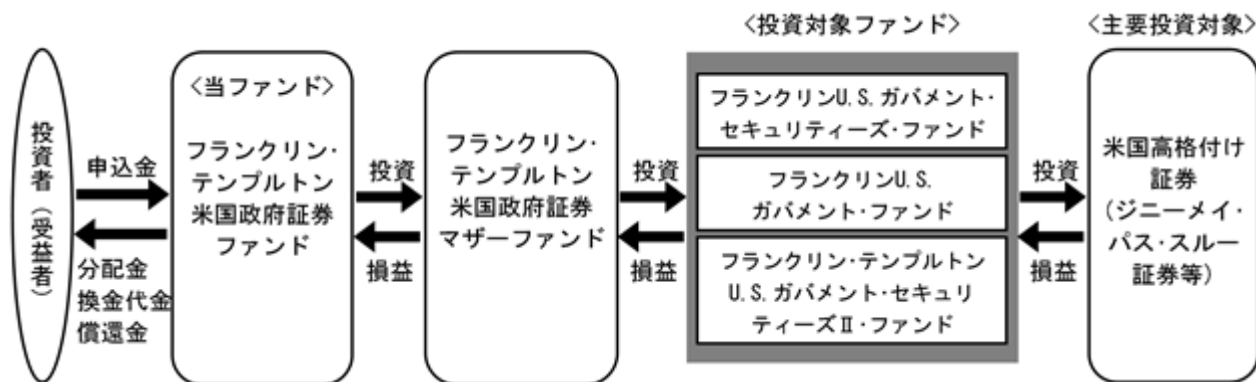 投資者（受益者）
申込金
分配金
換金代金
償還金
〈当ファンド〉
フランクリン・
テンプルトン
米国政府証券
ファンド
投資
損益
フランクリン・
テンプルトン
米国政府証券
マザーファンド
投資
損益
〈投資対象ファンド〉
フランクリンU.S.ガバメント・
セキュリティーズ・ファンド
フランクリンU.S.
ガバメント・ファンド
フランクリン・テンプルトン
U.S.ガバメント・セキュリ
ティーズⅡ・ファンド
投資
損益
〈主要投資対象〉
米国高格付け
証券
（ジニーメイ・
パス・スルー
証券等）